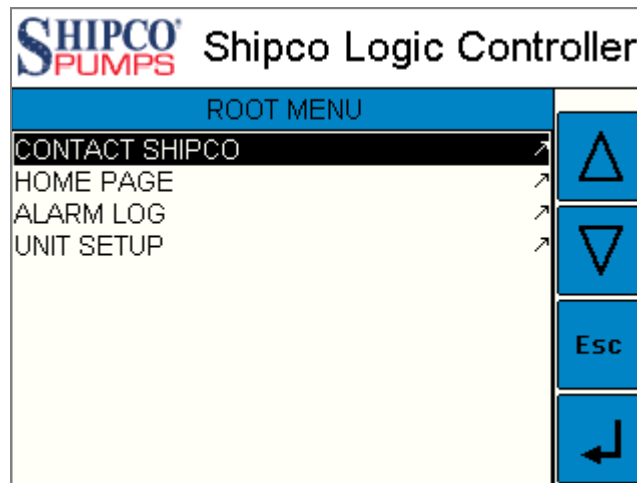 SHIPCO
PUMPS
Shipco Logic Controller
ROOT MENU
CONTACT SHIPCO
HOME PAGE
ALARM LOG
UNIT SETUP
Esc